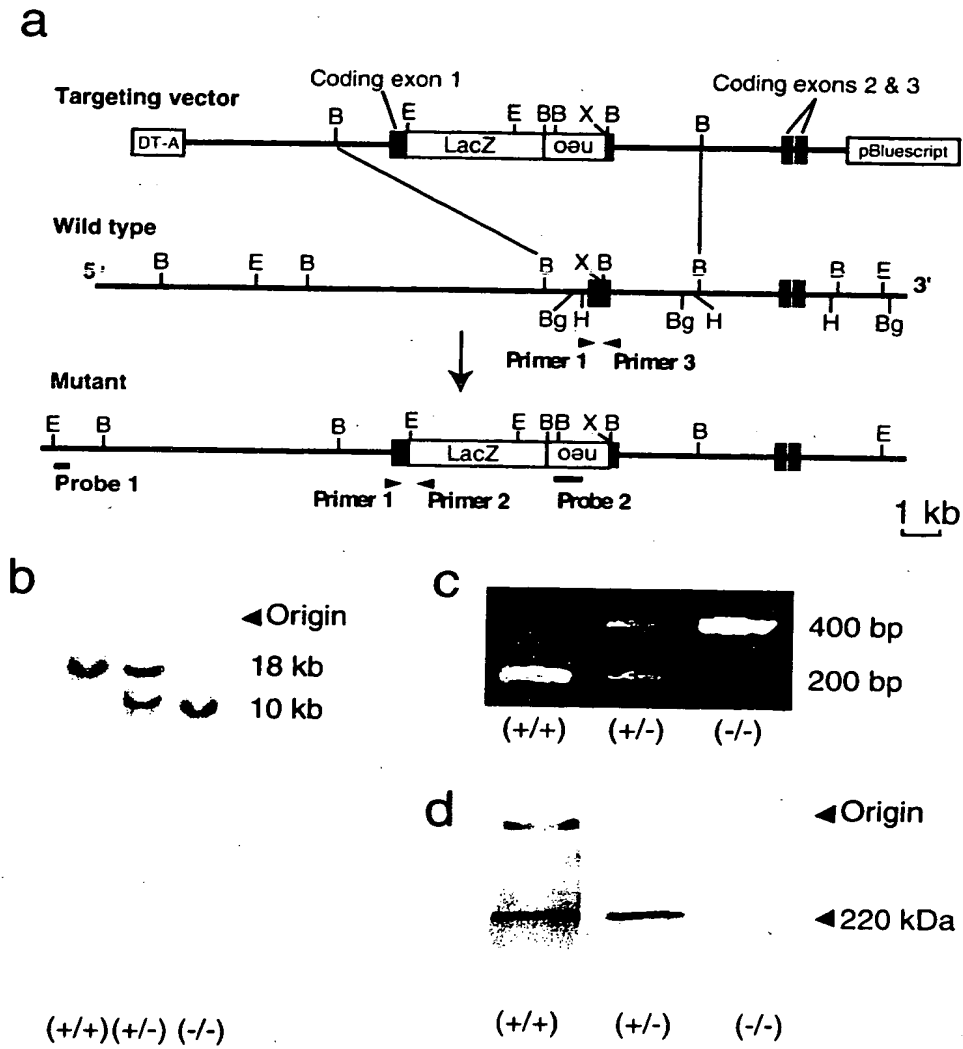 a
Coding exon 1
Coding exons 2 & 3
Targeting vector
B E E B B X B B
DT-A LacZ neo pBluescript
Wild type
5' B E B B X B B B E 3'
Bg H Bg H H Bg
Primer 1 Primer 3
Mutant
E B B E E B B X B B E
LacZ neo
Probe 1 Primer 1 Primer 2 Probe 2
1 kb
b
Origin
18 kb
10 kb
(+/+) (+/-) (-/-)
c
400 bp
200 bp
(+/+) (+/-) (-/-)
d
Origin
220 kDa
(+/+) (+/-) (-/-)